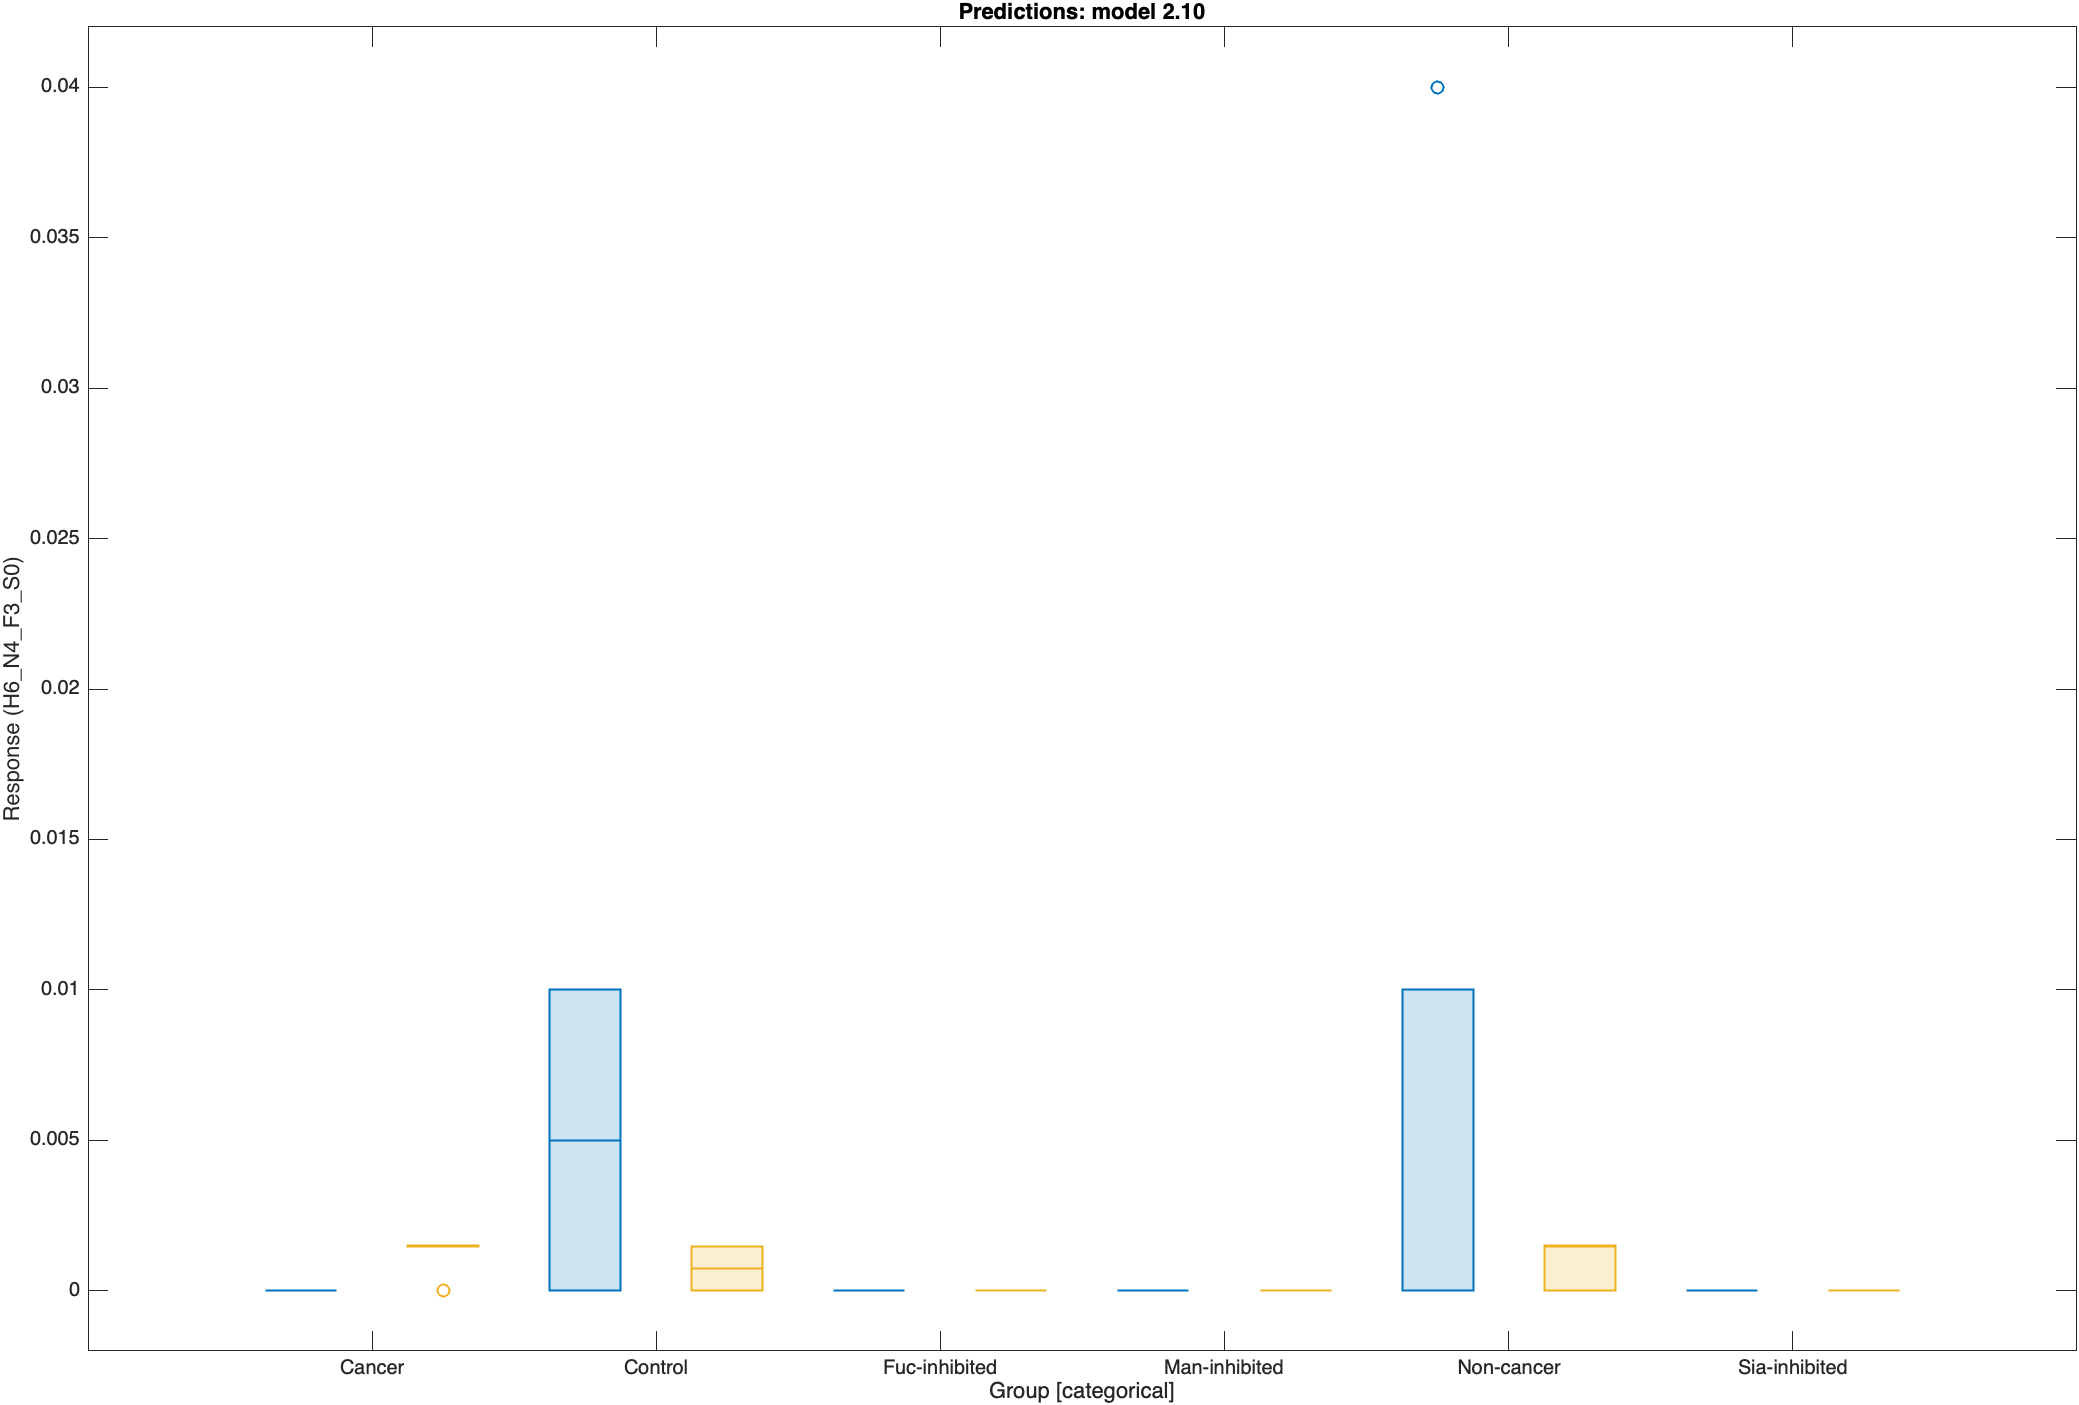 Predictions: model 2.10
0.04
0.035
0.03
0.025
0.02
0.015
0.01
0.005
0
Response (H6_N4_F3_S0)
Cancer
Control
Fuc-inhibited
Man-inhibited
Non-cancer
Sia-inhibited
Group [categorical]